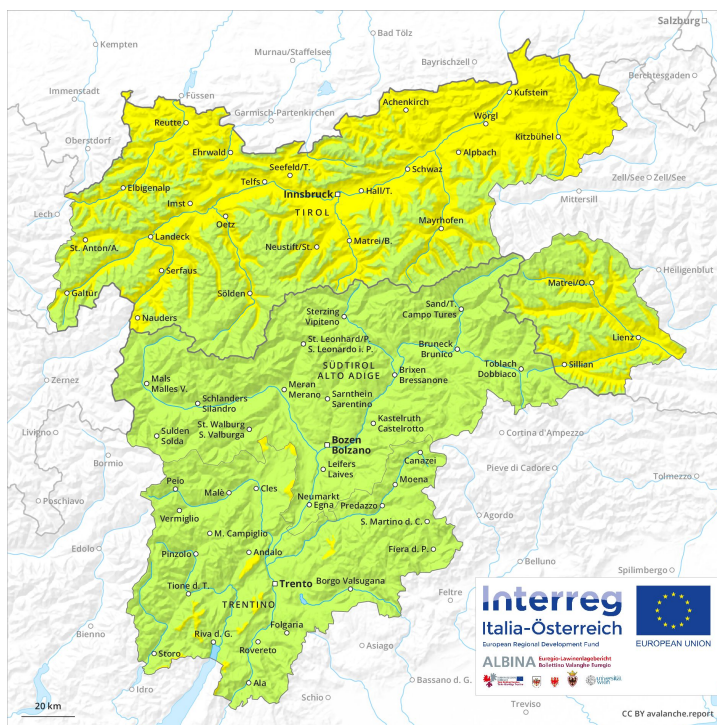 Salzburg
Kempten
Bad Tölz
Murnau/Staffelsee
Bayrischzell
Berchtesgaden
Immenstadt
Füssen
Kufstein
Achenkirch
Garmisch-Partenkirchen
Reutte
Wörgl
Oberstdorf
Kitzbühel
Ehrwald
Alpbach
Seefeld/T.
Schwaz
Telfs
Zell/See
Zell/See
Elbigenalp
Innsbruck
Hall/T.
Mittersill
Imst
Lech
TIROL
Oetz
Mayrhofen
St. Anton/A.
Landeck
Neustift/St.
Matrei/B.
Serfaus
Heiligenblut
Matrei/O.
Galtür
Sölden
Sand/T.
Campo Tures
Nauders
Sterzing
Vipiteno
Lienz
St. Leonhard/P.
S. Leonardo i. P.
Bruneck
Brunico
Sillian
SÜDTIROL
ALTO ADIGE
Toblach
Dobbiaco
Brixen
Bressanone
Zernez
Mals
Malles V.
Meran
Merano
Sarnthein
Sarentino
Schlanders
Silandro
Kastelruth
Castelrotto
St. Walburg
S. Valburga
Livigno
Cortina d'Ampezzo
Sulden
Solda
Bozen
Bolzano
Canazei
Bormio
Leifers
Laives
Pieve di Cadore
Tolmezzo
Peio
Moena
Poschiavo
Malè
Cles
Neumarkt
Egna
Predazzo
Vermiglio
Agordo
S. Martino d. C.
M. Campiglio
Edolo
Pinzolo
Andalo
Fiera d. P.
Belluno
Spilimbergo
Trento
Borgo Valsugana
Tione d. T.
Feltre
TRENTINO
Folgaria
Bienno
Riva d. G.
Rovereto
Asiago
Storo
Ala
Idro
Schio
Bassano d. G.
Treviso
20 km
Interreg
Italia-Österreich
European Regional Development Fund
EUROPEAN UNION
ALBINA
Euregio-Lawinenlagebericht
Bollettino Valanghe Euregio
universität
wien
CC BY avalanche.report